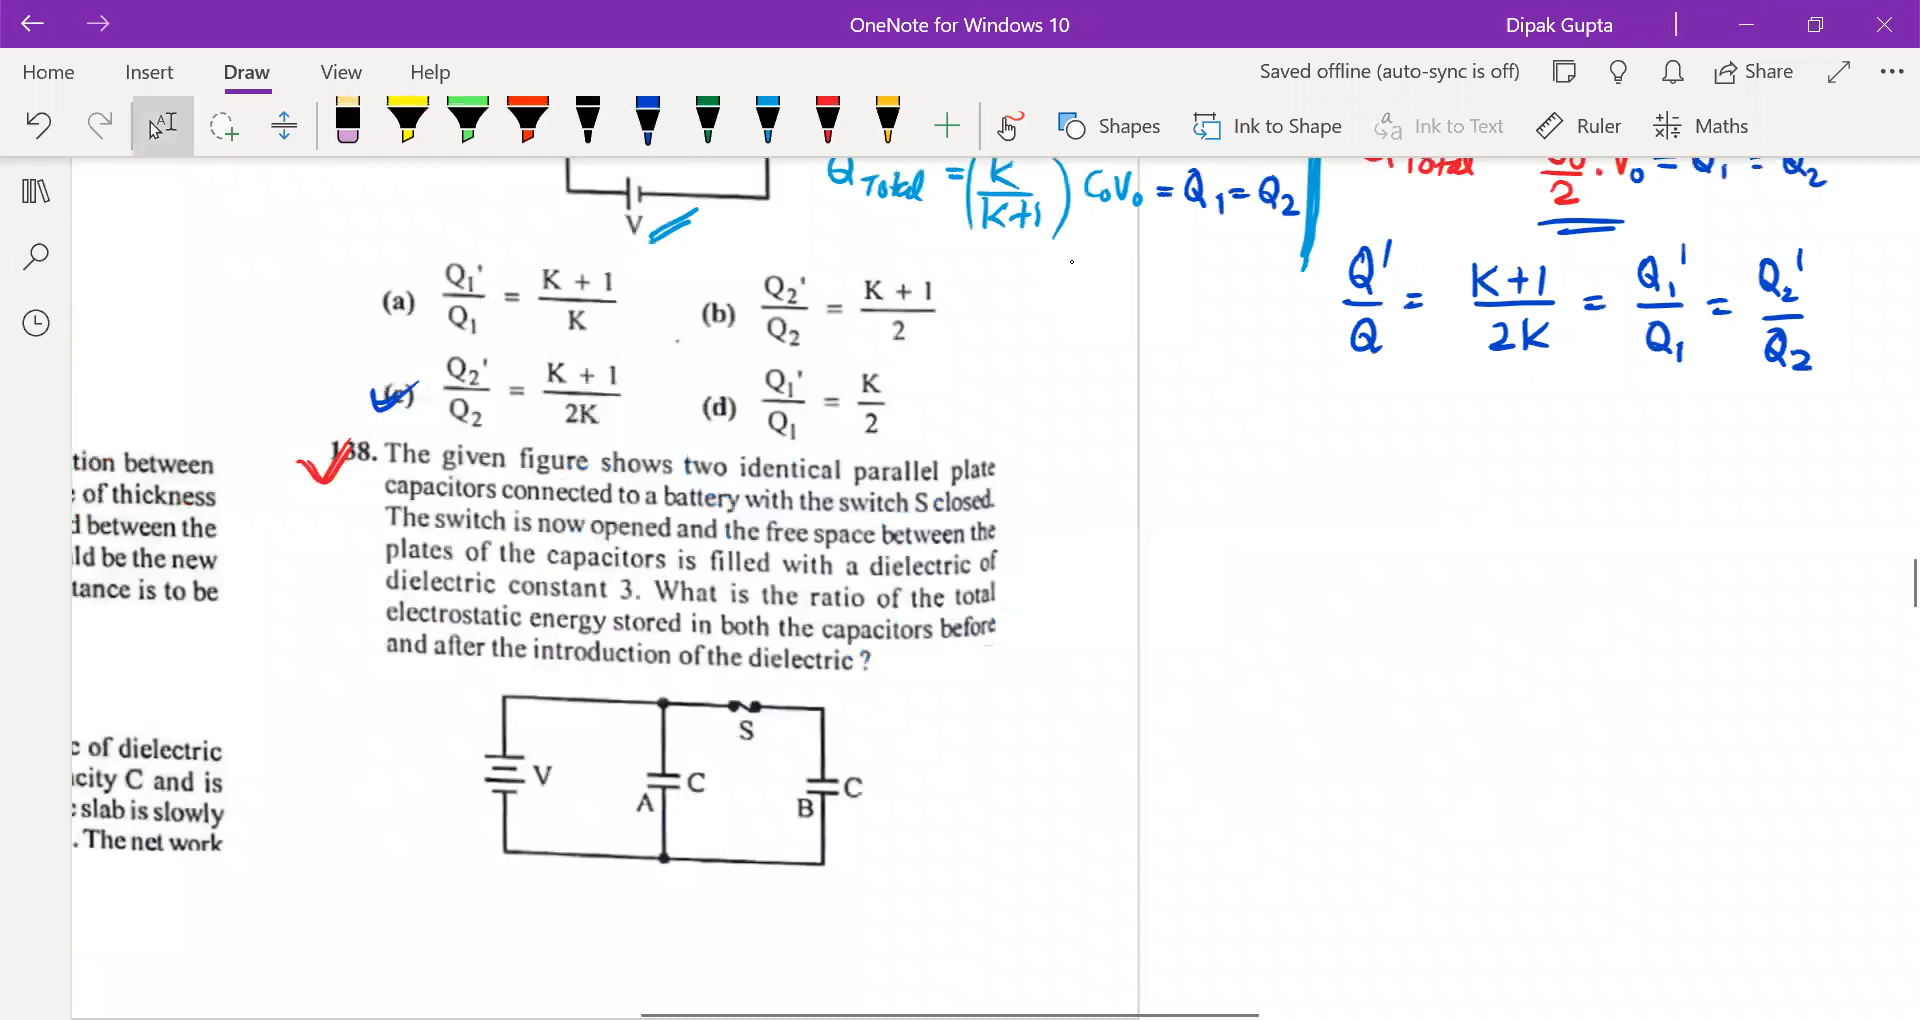 OneNote for Windows 10
Dipak Gupta
Home Insert Draw View Help
Saved offline (auto-sync is off)
Share
Shapes
Ink to Shape
Ink to Text
Ruler
Maths
Q Total = (K / K+1) C₀V₀ = Q₁ = Q₂
Total C₀/2 · V₀ = Q₁ = Q₂
V
(a) Q₁'/Q₁ = K + 1/K (b) Q₂'/Q₂ = K + 1/2
(c) Q₂'/Q₂ = K + 1/2K (d) Q₁'/Q₁ = K/2
Q'/Q = K+1/2K = Q₁'/Q₁ = Q₂'/Q₂
tion between
of thickness
d between the
ld be the new
tance is to be
138. The given figure shows two identical parallel plate
capacitors connected to a battery with the switch S closed.
The switch is now opened and the free space between the
plates of the capacitors is filled with a dielectric of
dielectric constant 3. What is the ratio of the total
electrostatic energy stored in both the capacitors before
and after the introduction of the dielectric ?
S
V
C
A
C
B
of dielectric
city C and is
slab is slowly
. The net work